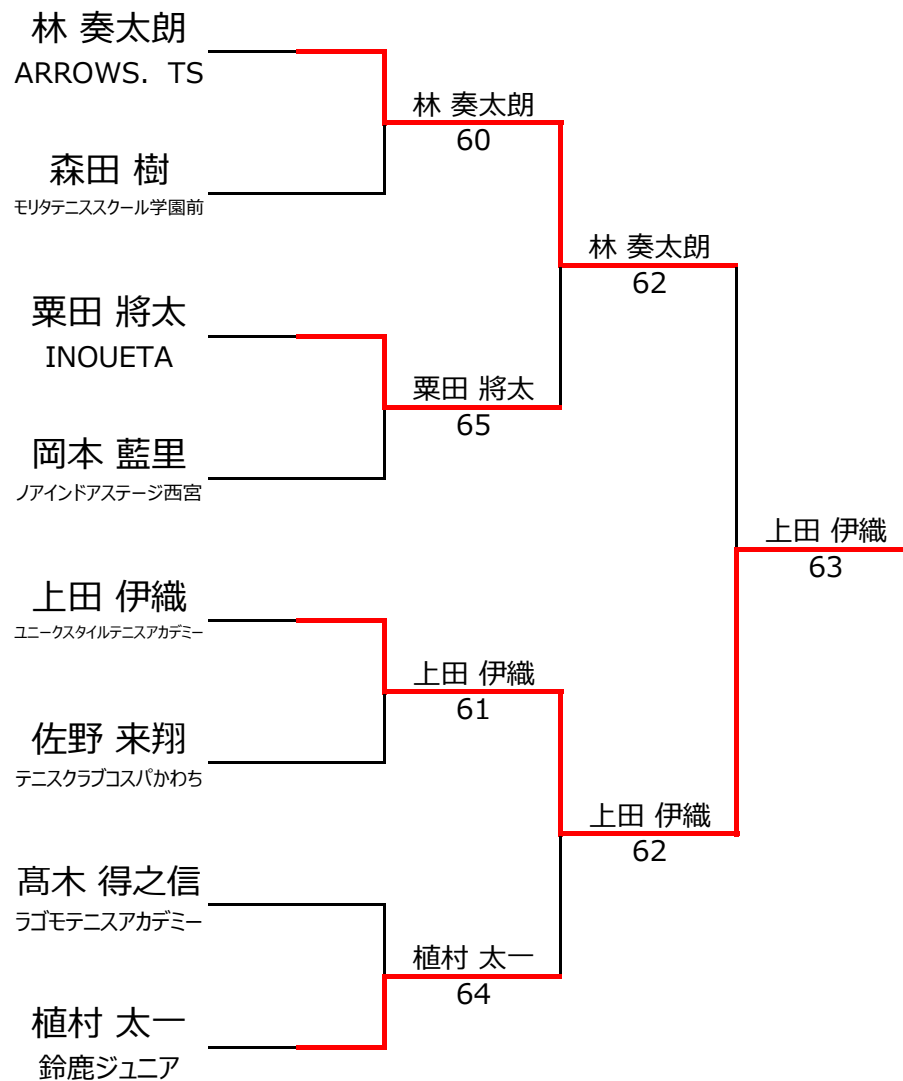 林 奏太朗
ARROWS．TS
森田 樹
モリタテニススクール学園前
粟田 將太
INOUETA
岡本 藍里
ノアインドアステージ西宮
上田 伊織
ユニークスタイルテニスアカデミー
佐野 来翔
テニスクラブコスパかわち
髙木 得之信
ラゴモテニスアカデミー
植村 太一
鈴鹿ジュニア
林 奏太朗
60
粟田 將太
65
上田 伊織
61
植村 太一
64
林 奏太朗
62
上田 伊織
62
上田 伊織
63